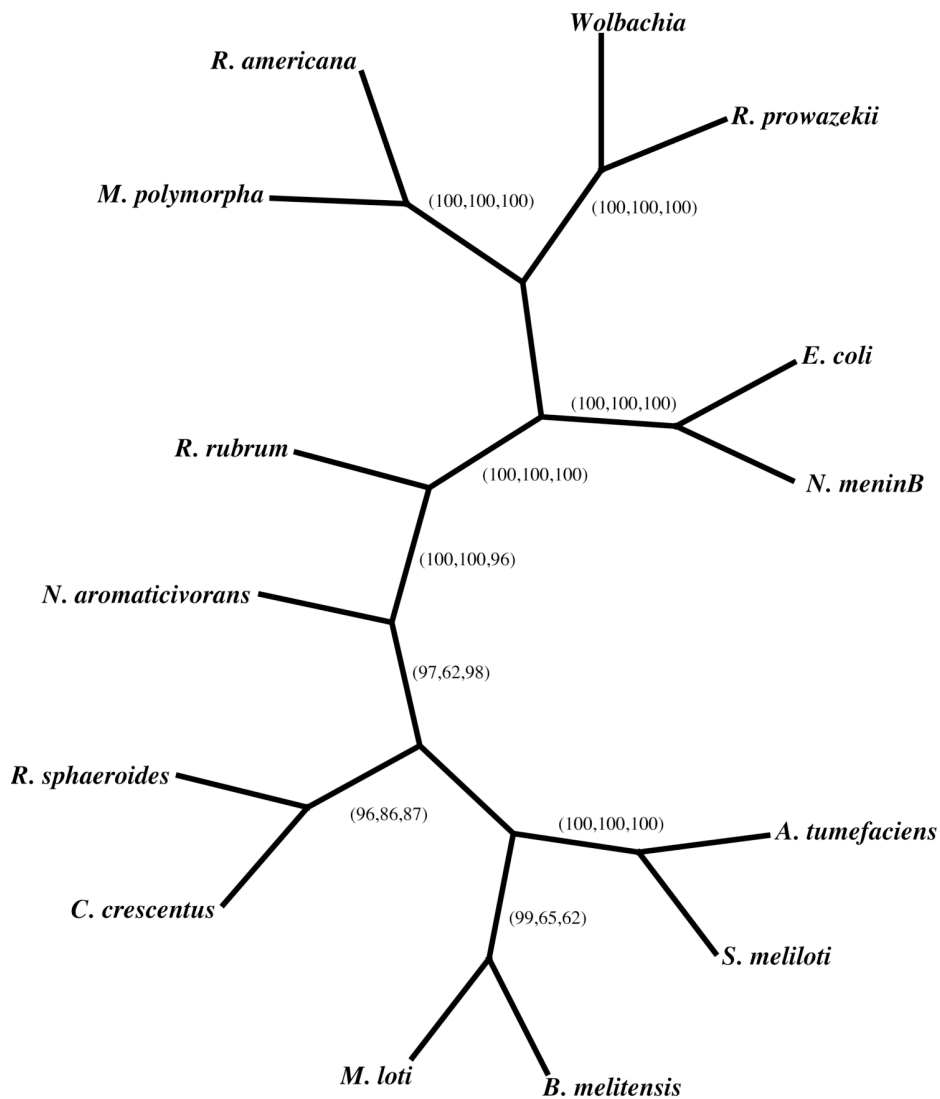 Wolbachia
R. americana
R. prowazekii
M. polymorpha
(100,100,100)
(100,100,100)
E. coli
(100,100,100)
R. rubrum
(100,100,100)
N. meninB
(100,100,96)
N. aromaticivorans
(97,62,98)
R. sphaeroides
(96,86,87)
(100,100,100)
A. tumefaciens
C. crescentus
(99,65,62)
S. meliloti
M. loti
B. melitensis